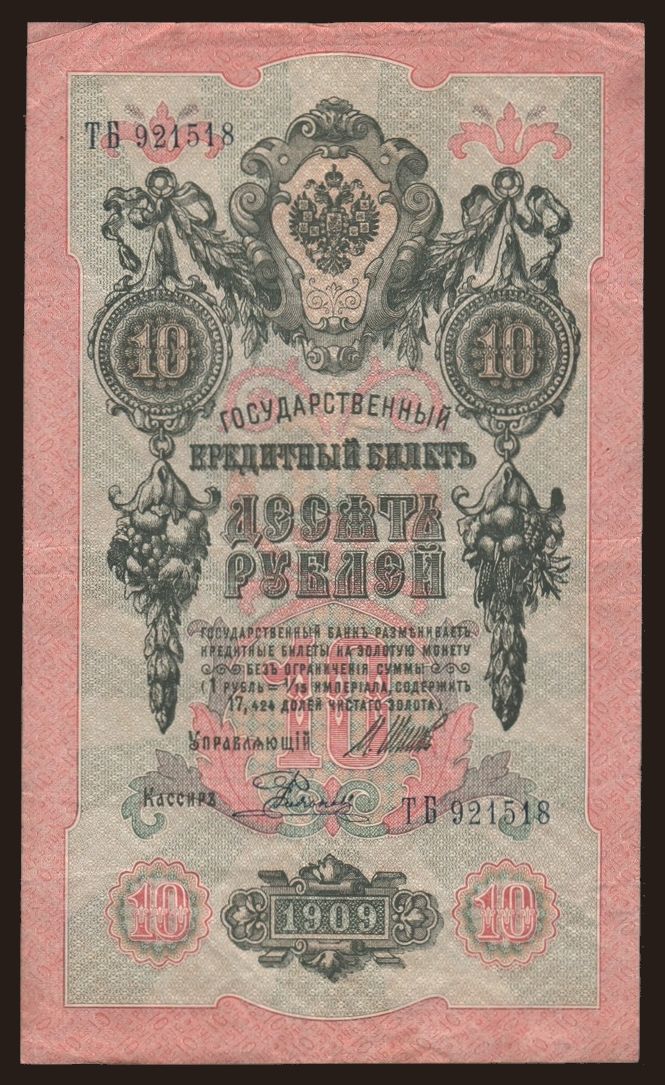 ТБ 921518
10 10
ГОСУДАРСТВЕННЫЙ
КРЕДИТНЫЙ БИЛЕТЪ
ДЕСЯТЬ
РУБЛЕЙ
ГОСУДАРСТВЕННЫЙ БАНКЪ РАЗМѢНИВАЕТЪ
КРЕДИТНЫЕ БИЛЕТЫ НА ЗОЛОТУЮ МОНЕТУ
БЕЗЪ ОГРАНИЧЕНІЯ СУММЫ
(1 РУБЛЬ = 1/15 ИМПЕРІАЛА, СОДЕРЖИТЪ
17,424 ДОЛЕЙ ЧИСТАГО ЗОЛОТА)
10
УПРАВЛЯЮЩІЙ
КАССИРЪ
ТБ 921518
10 1909 10